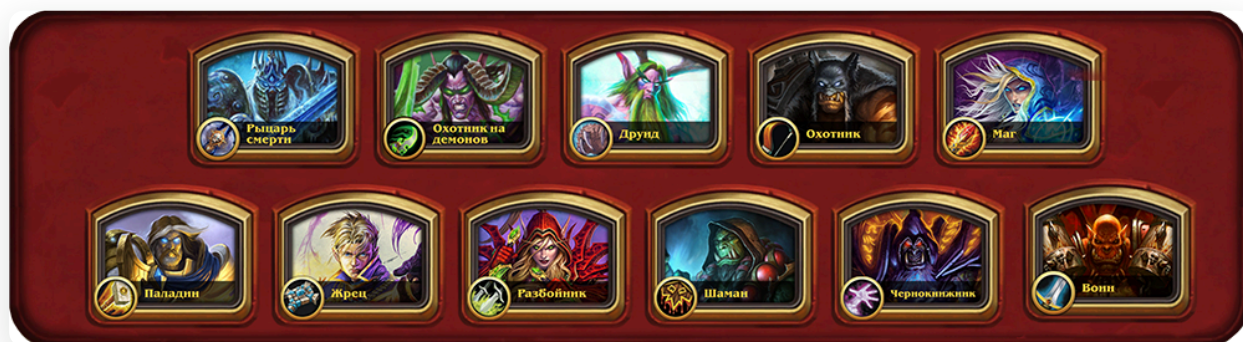 Рыцарь
смерти
Охотник на
демонов
Друид
Охотник
Маг
Паладин
Жрец
Разбойник
Шаман
Чернокнижник
Воин